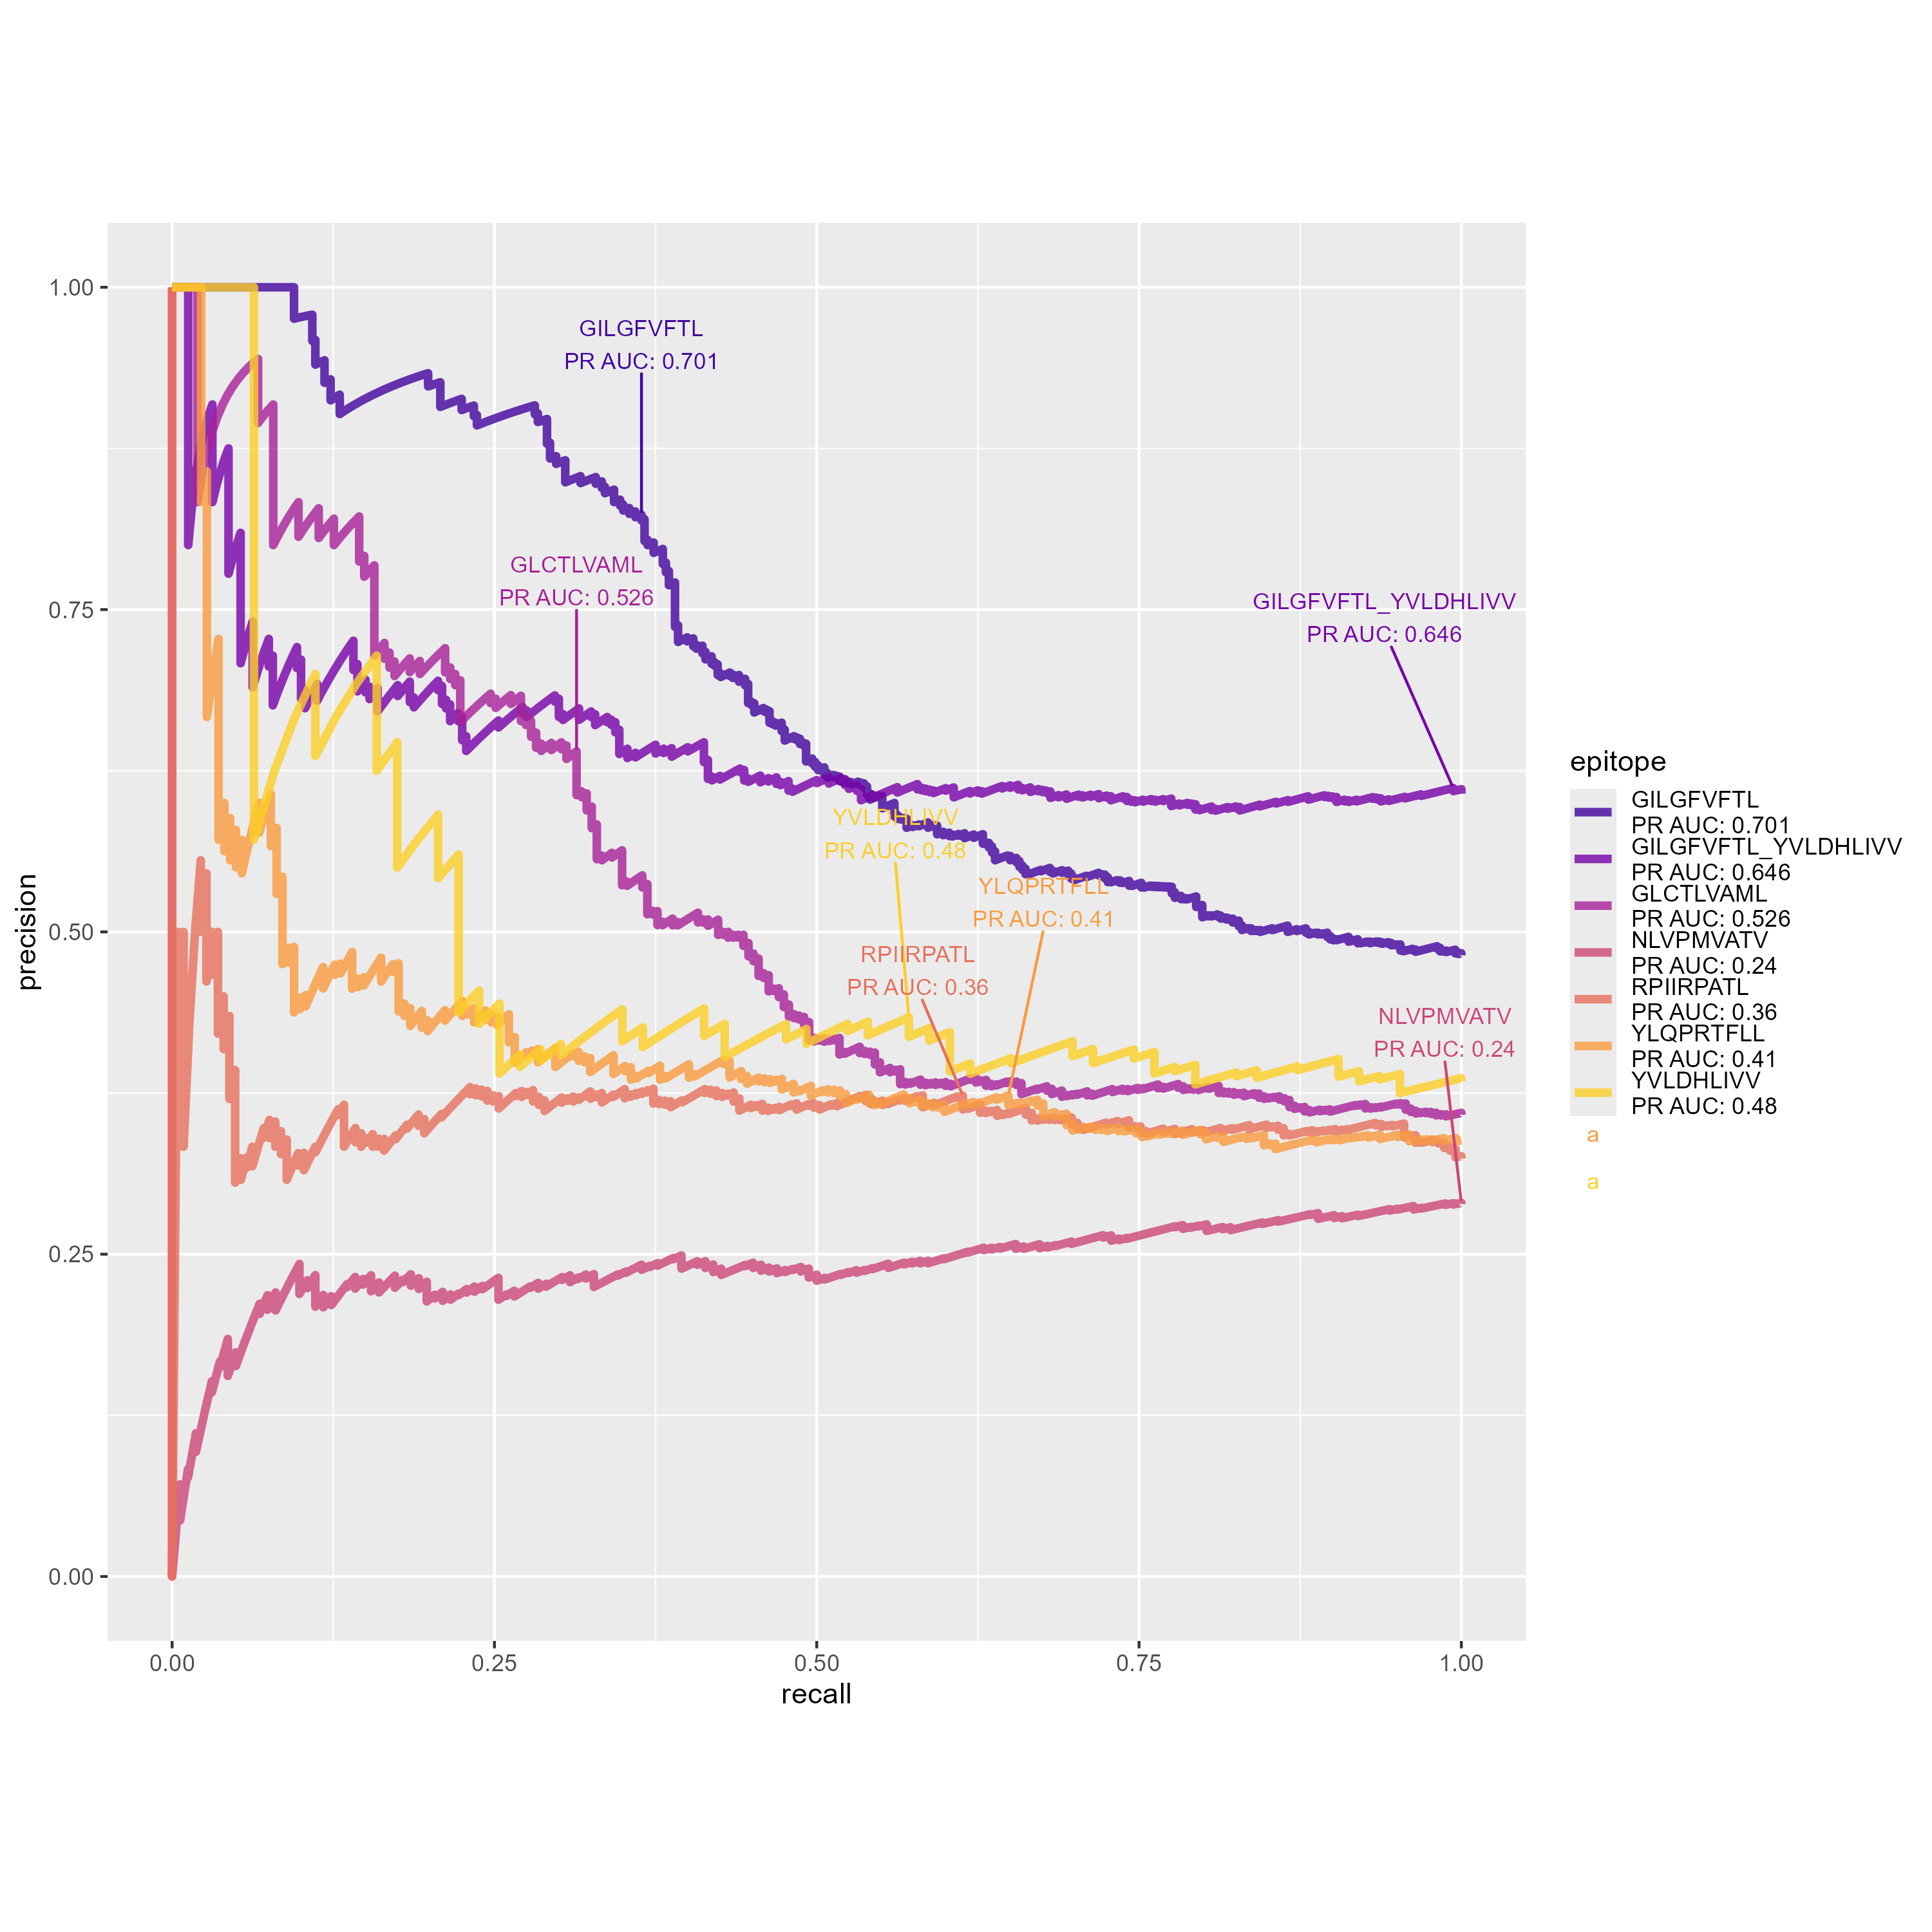 1.00
0.75
0.50
0.25
0.00
precision
GILGFVFTL
PR AUC: 0.701
GLCTLVAML
PR AUC: 0.526
GILGFVFTL_YVLDHLIVV
PR AUC: 0.646
YVLDHLIVV
PR AUC: 0.48
YLQPRTFLL
PR AUC: 0.41
RPIIRPATL
PR AUC: 0.36
NLVPMVATV
PR AUC: 0.24
0.00 0.25 0.50 0.75 1.00
recall
epitope
GILGFVFTL
PR AUC: 0.701
GILGFVFTL_YVLDHLIVV
PR AUC: 0.646
GLCTLVAML
PR AUC: 0.526
NLVPMVATV
PR AUC: 0.24
RPIIRPATL
PR AUC: 0.36
YLQPRTFLL
PR AUC: 0.41
YVLDHLIVV
PR AUC: 0.48
a
a